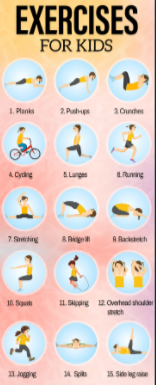 EXERCISES
FOR KIDS
1. Planks
2. Push-ups
3. Crunches
4. Cycling
5. Lunges
6. Running
7. Stretching
8. Bridge lift
9. Backstretch
10. Squats
11. Skipping
12. Overhead shoulder
stretch
13. Jogging
14. Splits
15. Side leg raise